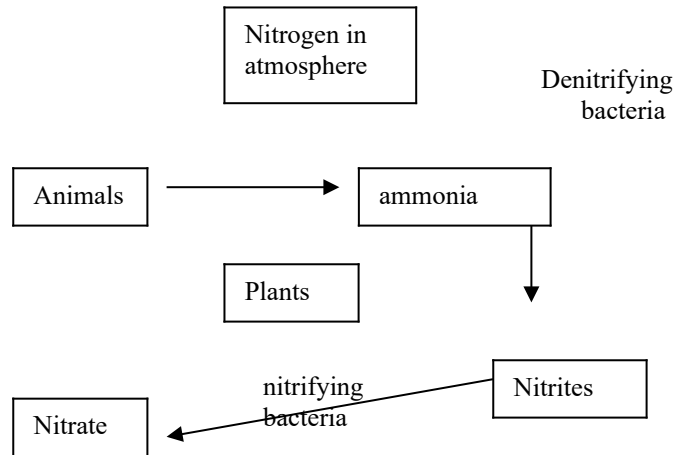 Nitrogen in
atmosphere
Denitrifying
bacteria
Animals
ammonia
Plants
nitrifying
bacteria
Nitrites
Nitrate